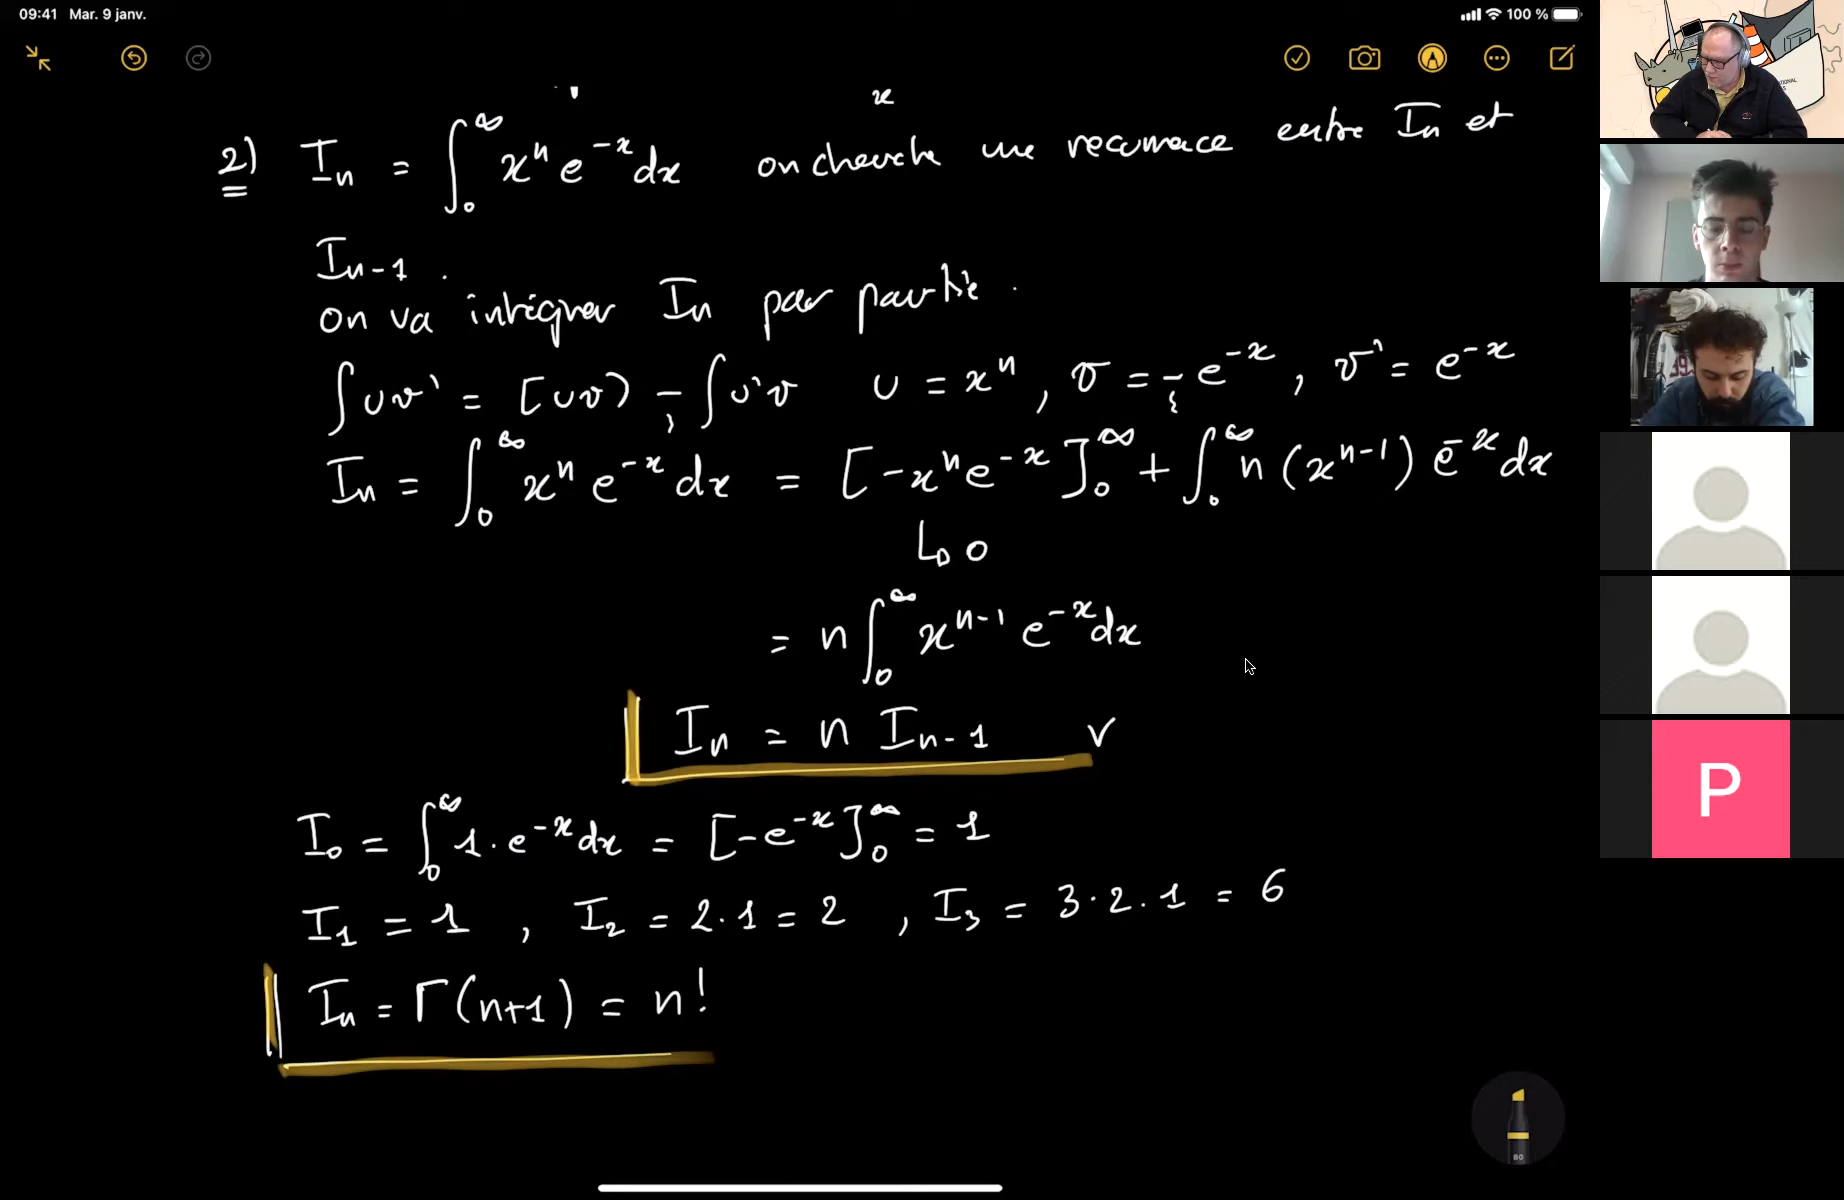 09:41 Mar. 9 janv. 100 %
x
2) In = ∫₀^∞ xⁿ e⁻ˣ dx on cherche une recurrence entre In et
In-1 .
on va intégrer In par partie .
∫uv' = [uv] - ∫u'v u = xⁿ , v = -e⁻ˣ , v' = e⁻ˣ
In = ∫₀^∞ xⁿ e⁻ˣ dx = [-xⁿe⁻ˣ]₀^∞ + ∫₀^∞ n (xⁿ⁻¹) e⁻ˣ dx
↳ 0
= n ∫₀^∞ xⁿ⁻¹ e⁻ˣ dx
In = n In-1 v
I₀ = ∫₀^∞ 1. e⁻ˣ dx = [-e⁻ˣ]₀^∞ = 1
I₁ = 1 , I₂ = 2.1 = 2 , I₃ = 3.2.1 = 6
In = Γ(n+1) = n!
80
P